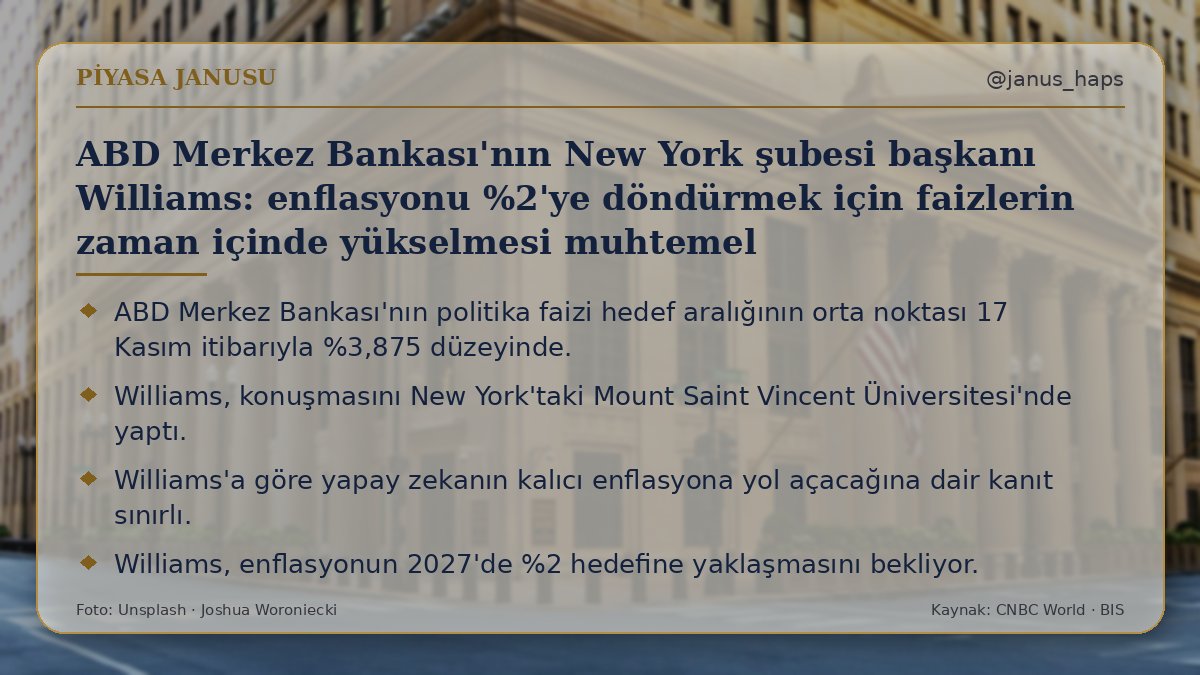 PİYASA JANUSU
@janus_haps
ABD Merkez Bankası'nın New York şubesi başkanı
Williams: enflasyonu %2'ye döndürmek için faizlerin
zaman içinde yükselmesi muhtemel
ABD Merkez Bankası'nın politika faizi hedef aralığının orta noktası 17
Kasım itibarıyla %3,875 düzeyinde.
Williams, konuşmasını New York'taki Mount Saint Vincent Üniversitesi'nde
yaptı.
Williams'a göre yapay zekanın kalıcı enflasyona yol açacağına dair kanıt
sınırlı.
Williams, enflasyonun 2027'de %2 hedefine yaklaşmasını bekliyor.
Foto: Unsplash · Joshua Woroniecki
Kaynak: CNBC World · BIS